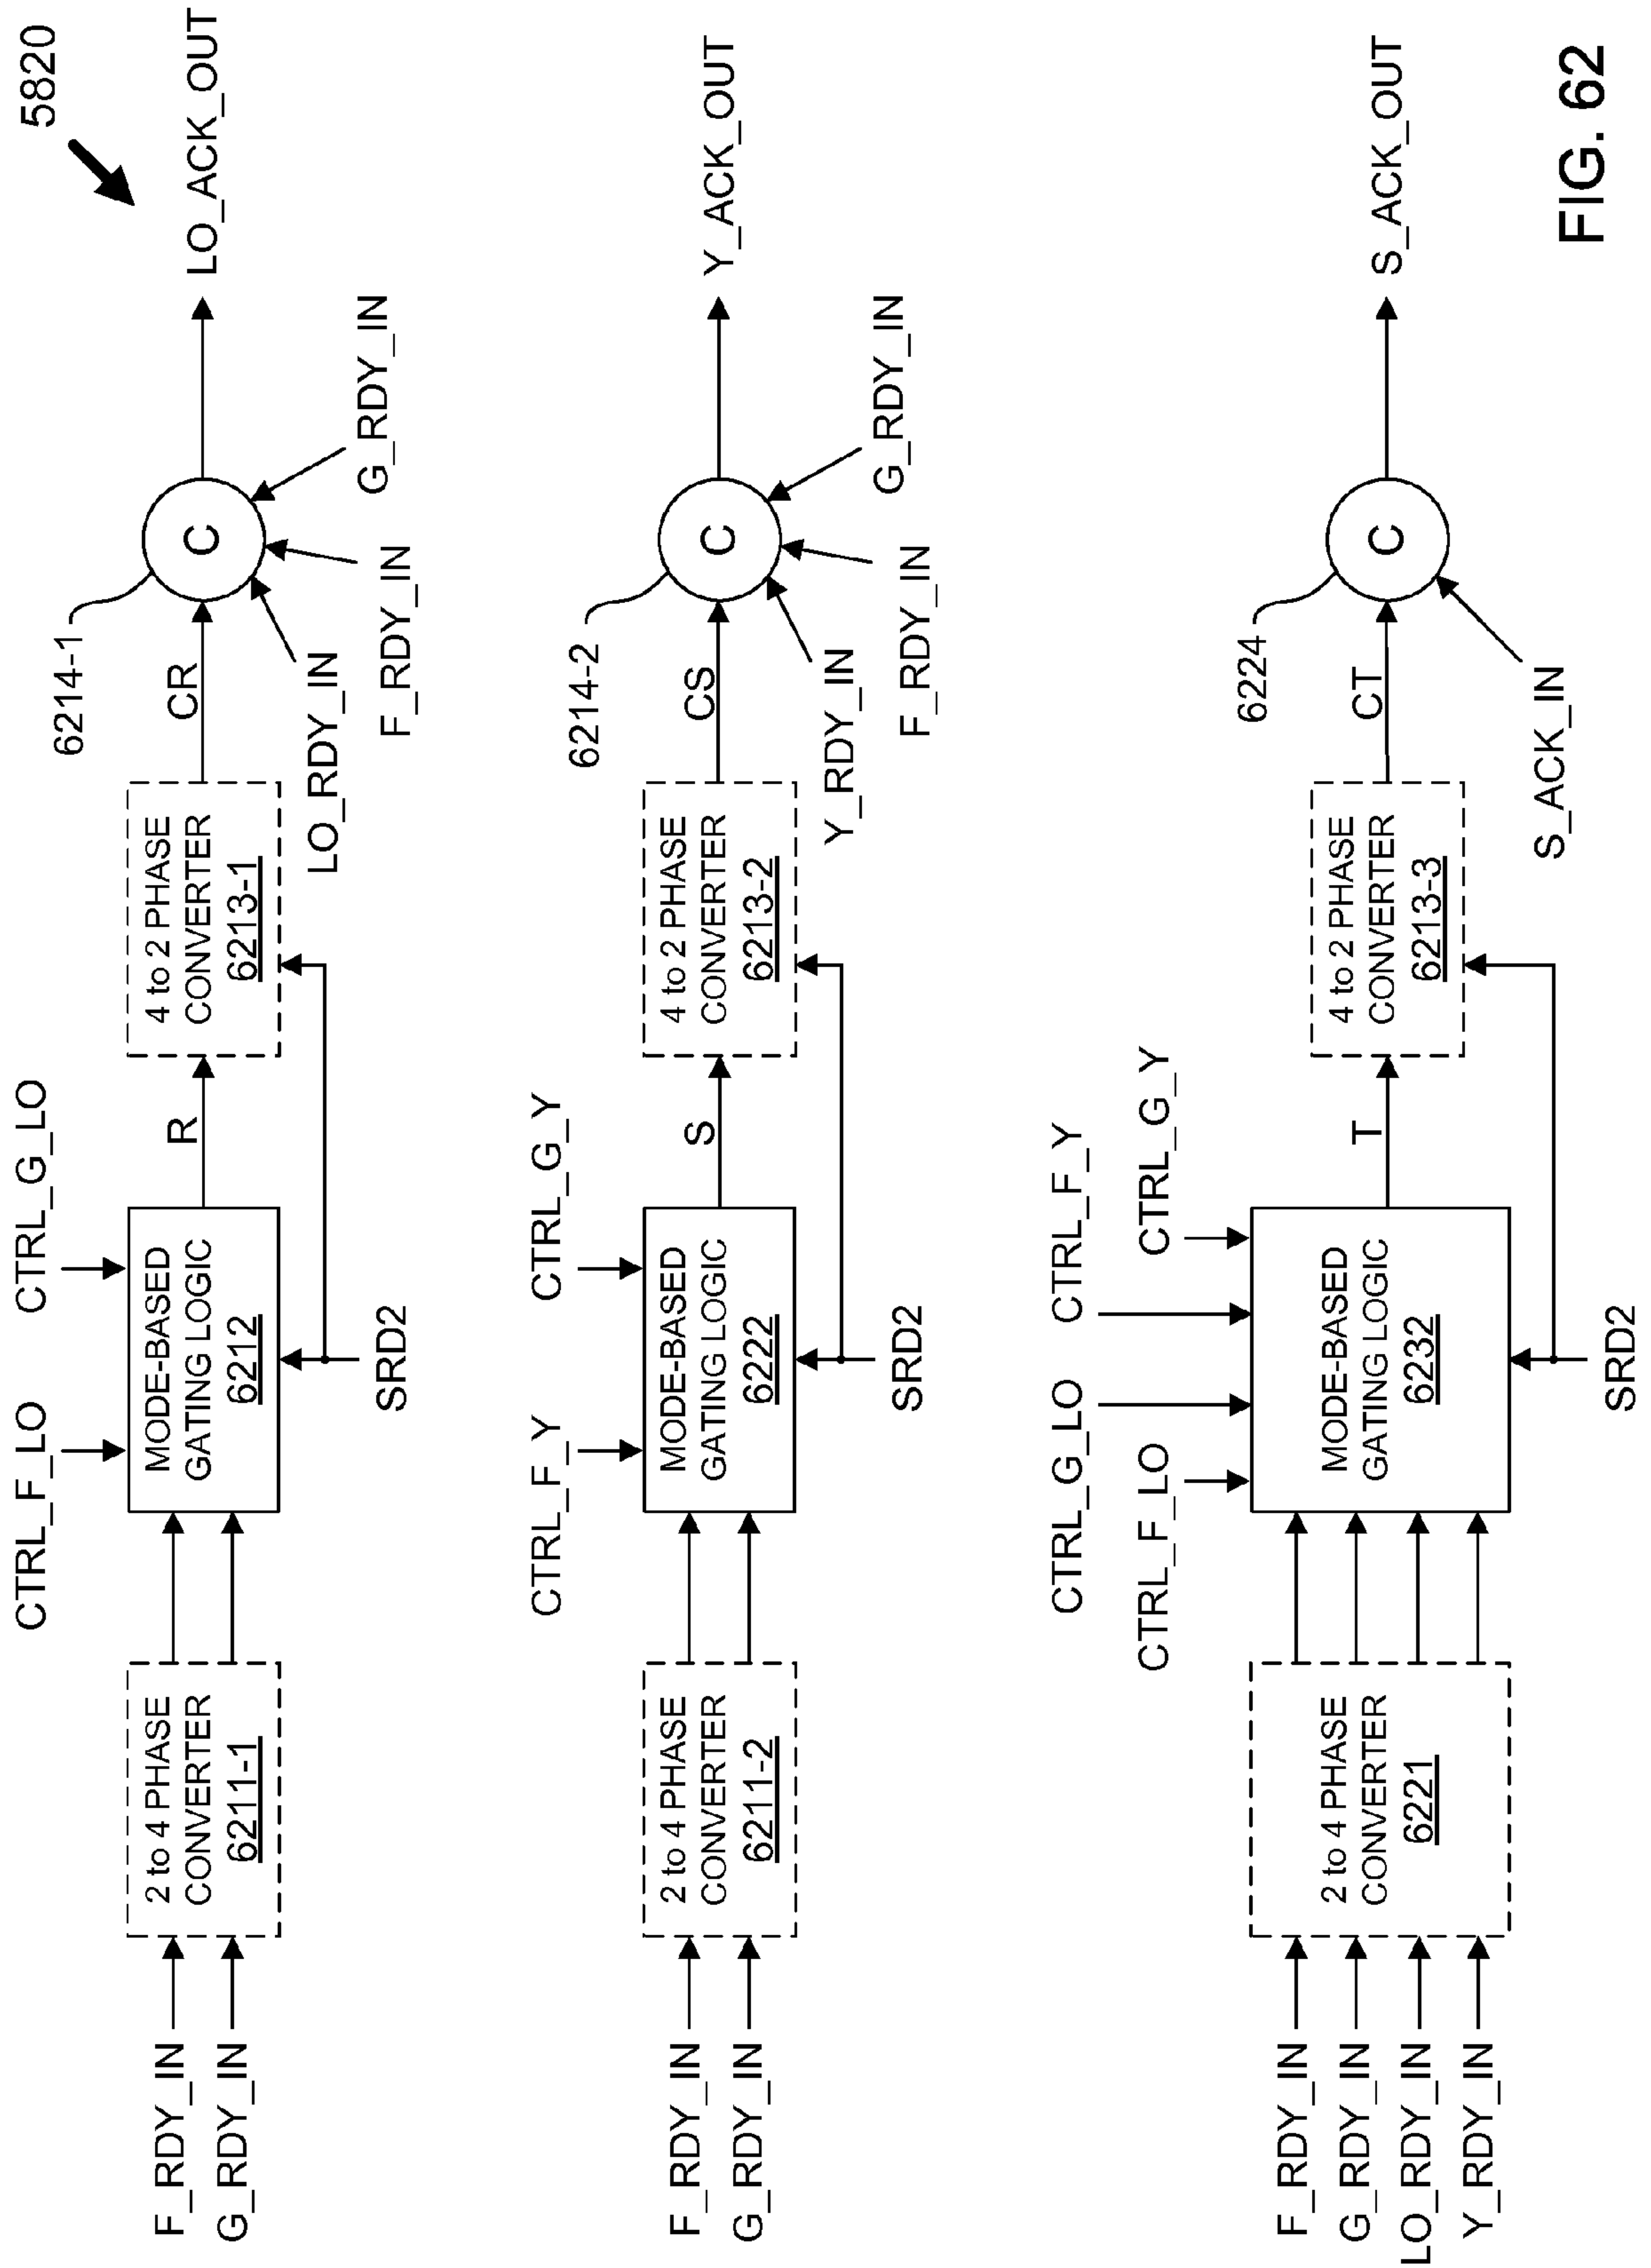 5820
CTRL_F_LO
CTRL_G_LO
F_RDY_IN
G_RDY_IN
2 to 4 PHASE
CONVERTER
6211-1
MODE-BASED
GATING LOGIC
6212
SRD2
R
4 to 2 PHASE
CONVERTER
6213-1
CR
6214-1
C
LO_RDY_IN
F_RDY_IN
G_RDY_IN
LO_ACK_OUT
CTRL_F_Y
CTRL_G_Y
F_RDY_IN
G_RDY_IN
2 to 4 PHASE
CONVERTER
6211-2
MODE-BASED
GATING LOGIC
6222
SRD2
S
4 to 2 PHASE
CONVERTER
6213-2
CS
6214-2
C
Y_RDY_IN
F_RDY_IN
G_RDY_IN
Y_ACK_OUT
CTRL_G_LO
CTRL_F_Y
CTRL_F_LO
CTRL_G_Y
F_RDY_IN
G_RDY_IN
LO_RDY_IN
Y_RDY_IN
2 to 4 PHASE
CONVERTER
6221
MODE-BASED
GATING LOGIC
6232
SRD2
T
4 to 2 PHASE
CONVERTER
6213-3
CT
6224
C
S_ACK_IN
S_ACK_OUT
FIG. 62